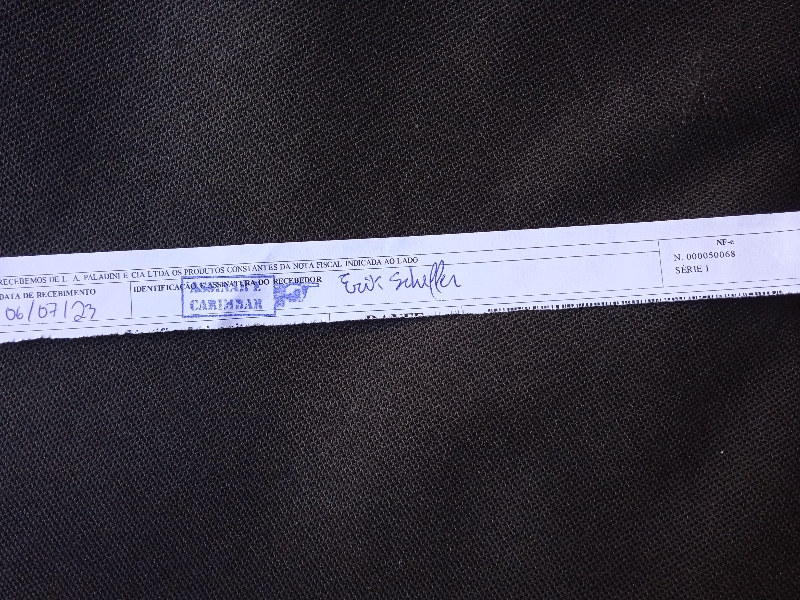 RECEBEMOS DE L. A. PALADINI E CIA LTDA OS PRODUTOS CONSTANTES DA NOTA FISCAL INDICADA AO LADO
NF-e
N. 000050068
SÉRIE 1
DATA DE RECEBIMENTO
06/07/23
IDENTIFICAÇÃO E ASSINATURA DO RECEBEDOR
CARIMBAR
Erik Schiffer